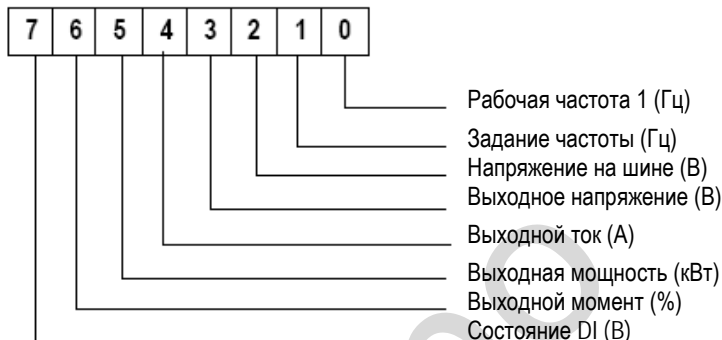 7 6 5 4 3 2 1 0
Рабочая частота 1 (Гц)
Задание частоты (Гц)
Напряжение на шине (В)
Выходное напряжение (В)
Выходной ток (А)
Выходная мощность (кВт)
Выходной момент (%)
Состояние DI (В)